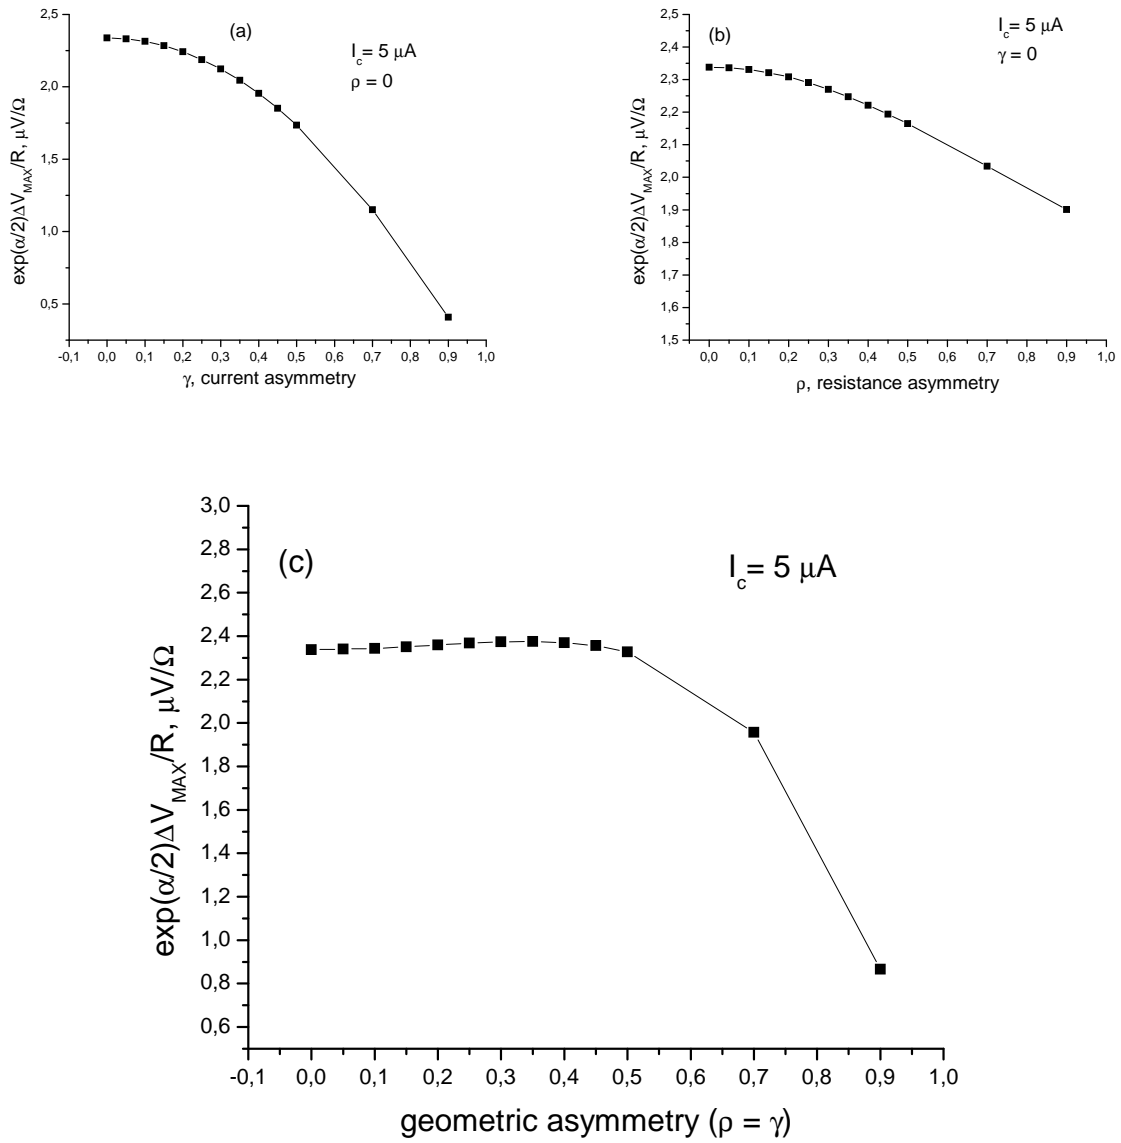 (a)
I_c = 5 μA
ρ = 0
exp(α/2)ΔV_MAX/R, μV/Ω
2,5
2,0
1,5
1,0
0,5
-0,1 0,0 0,1 0,2 0,3 0,4 0,5 0,6 0,7 0,8 0,9 1,0
γ, current asymmetry
(b)
I_c = 5 μA
γ = 0
exp(α/2)ΔV_MAX/R, μV/Ω
2,5
2,4
2,3
2,2
2,1
2,0
1,9
1,8
1,7
1,6
1,5
0,0 0,1 0,2 0,3 0,4 0,5 0,6 0,7 0,8 0,9 1,0
ρ, resistance asymmetry
(c)
I_c = 5 μA
exp(α/2)ΔV_MAX/R, μV/Ω
3,0
2,8
2,6
2,4
2,2
2,0
1,8
1,6
1,4
1,2
1,0
0,8
0,6
-0,1 0,0 0,1 0,2 0,3 0,4 0,5 0,6 0,7 0,8 0,9 1,0
geometric asymmetry (ρ = γ)